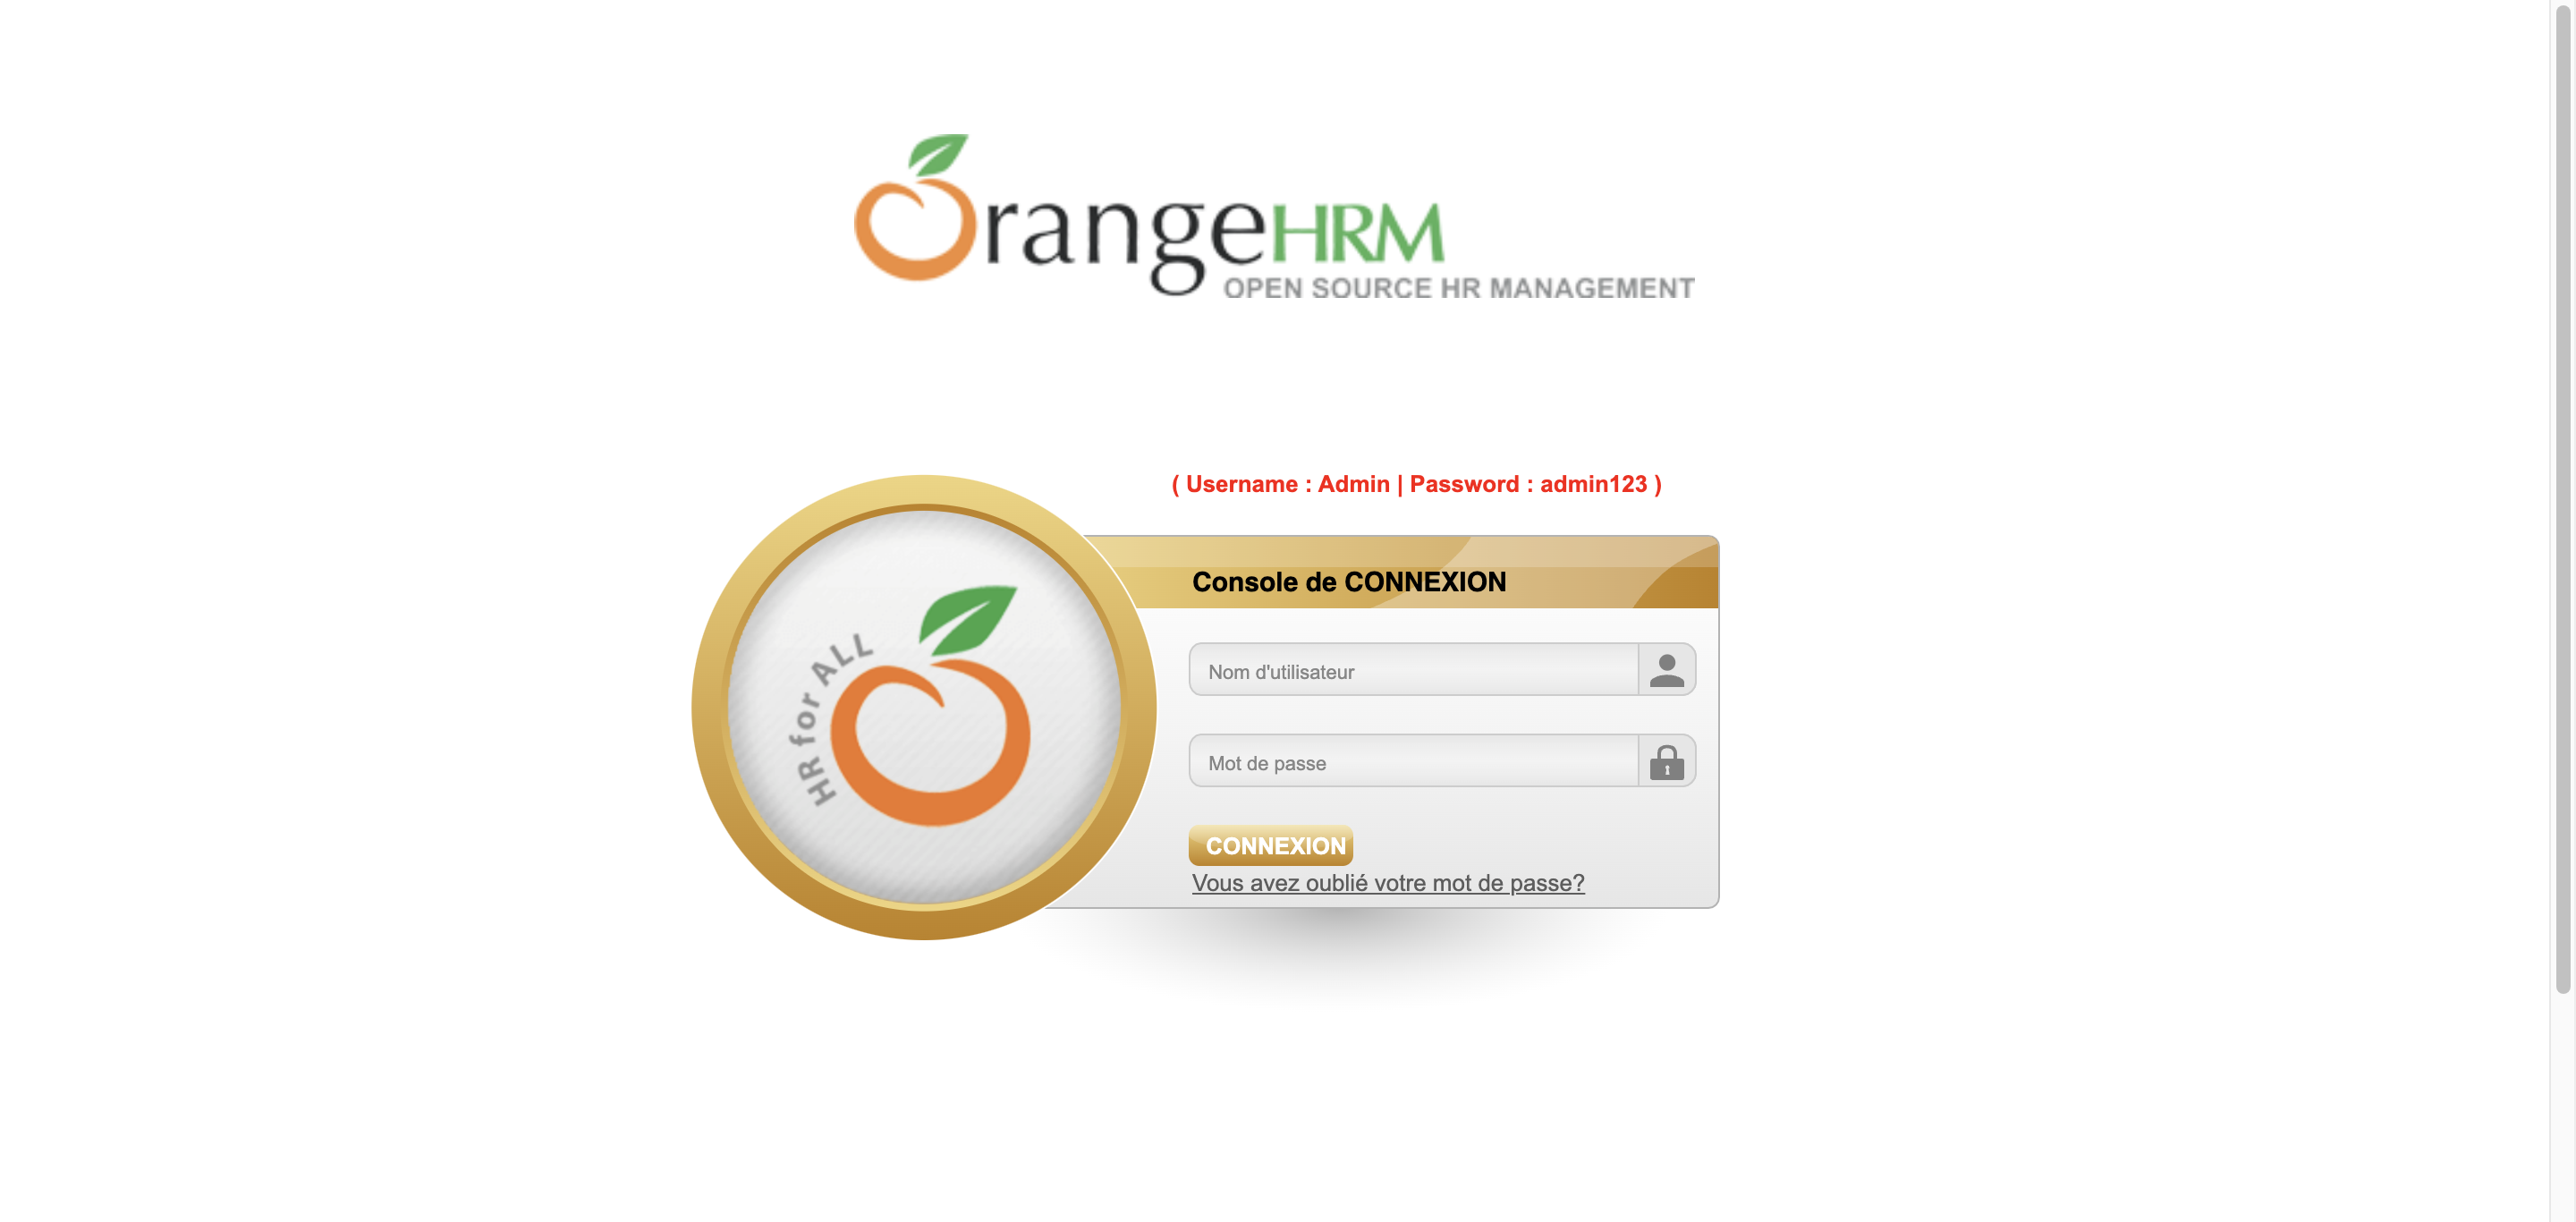 OrangeHRM
OPEN SOURCE HR MANAGEMENT
( Username : Admin | Password : admin123 )
Console de CONNEXION
HR for ALL
Nom d'utilisateur
Mot de passe
CONNEXION
Vous avez oublié votre mot de passe?